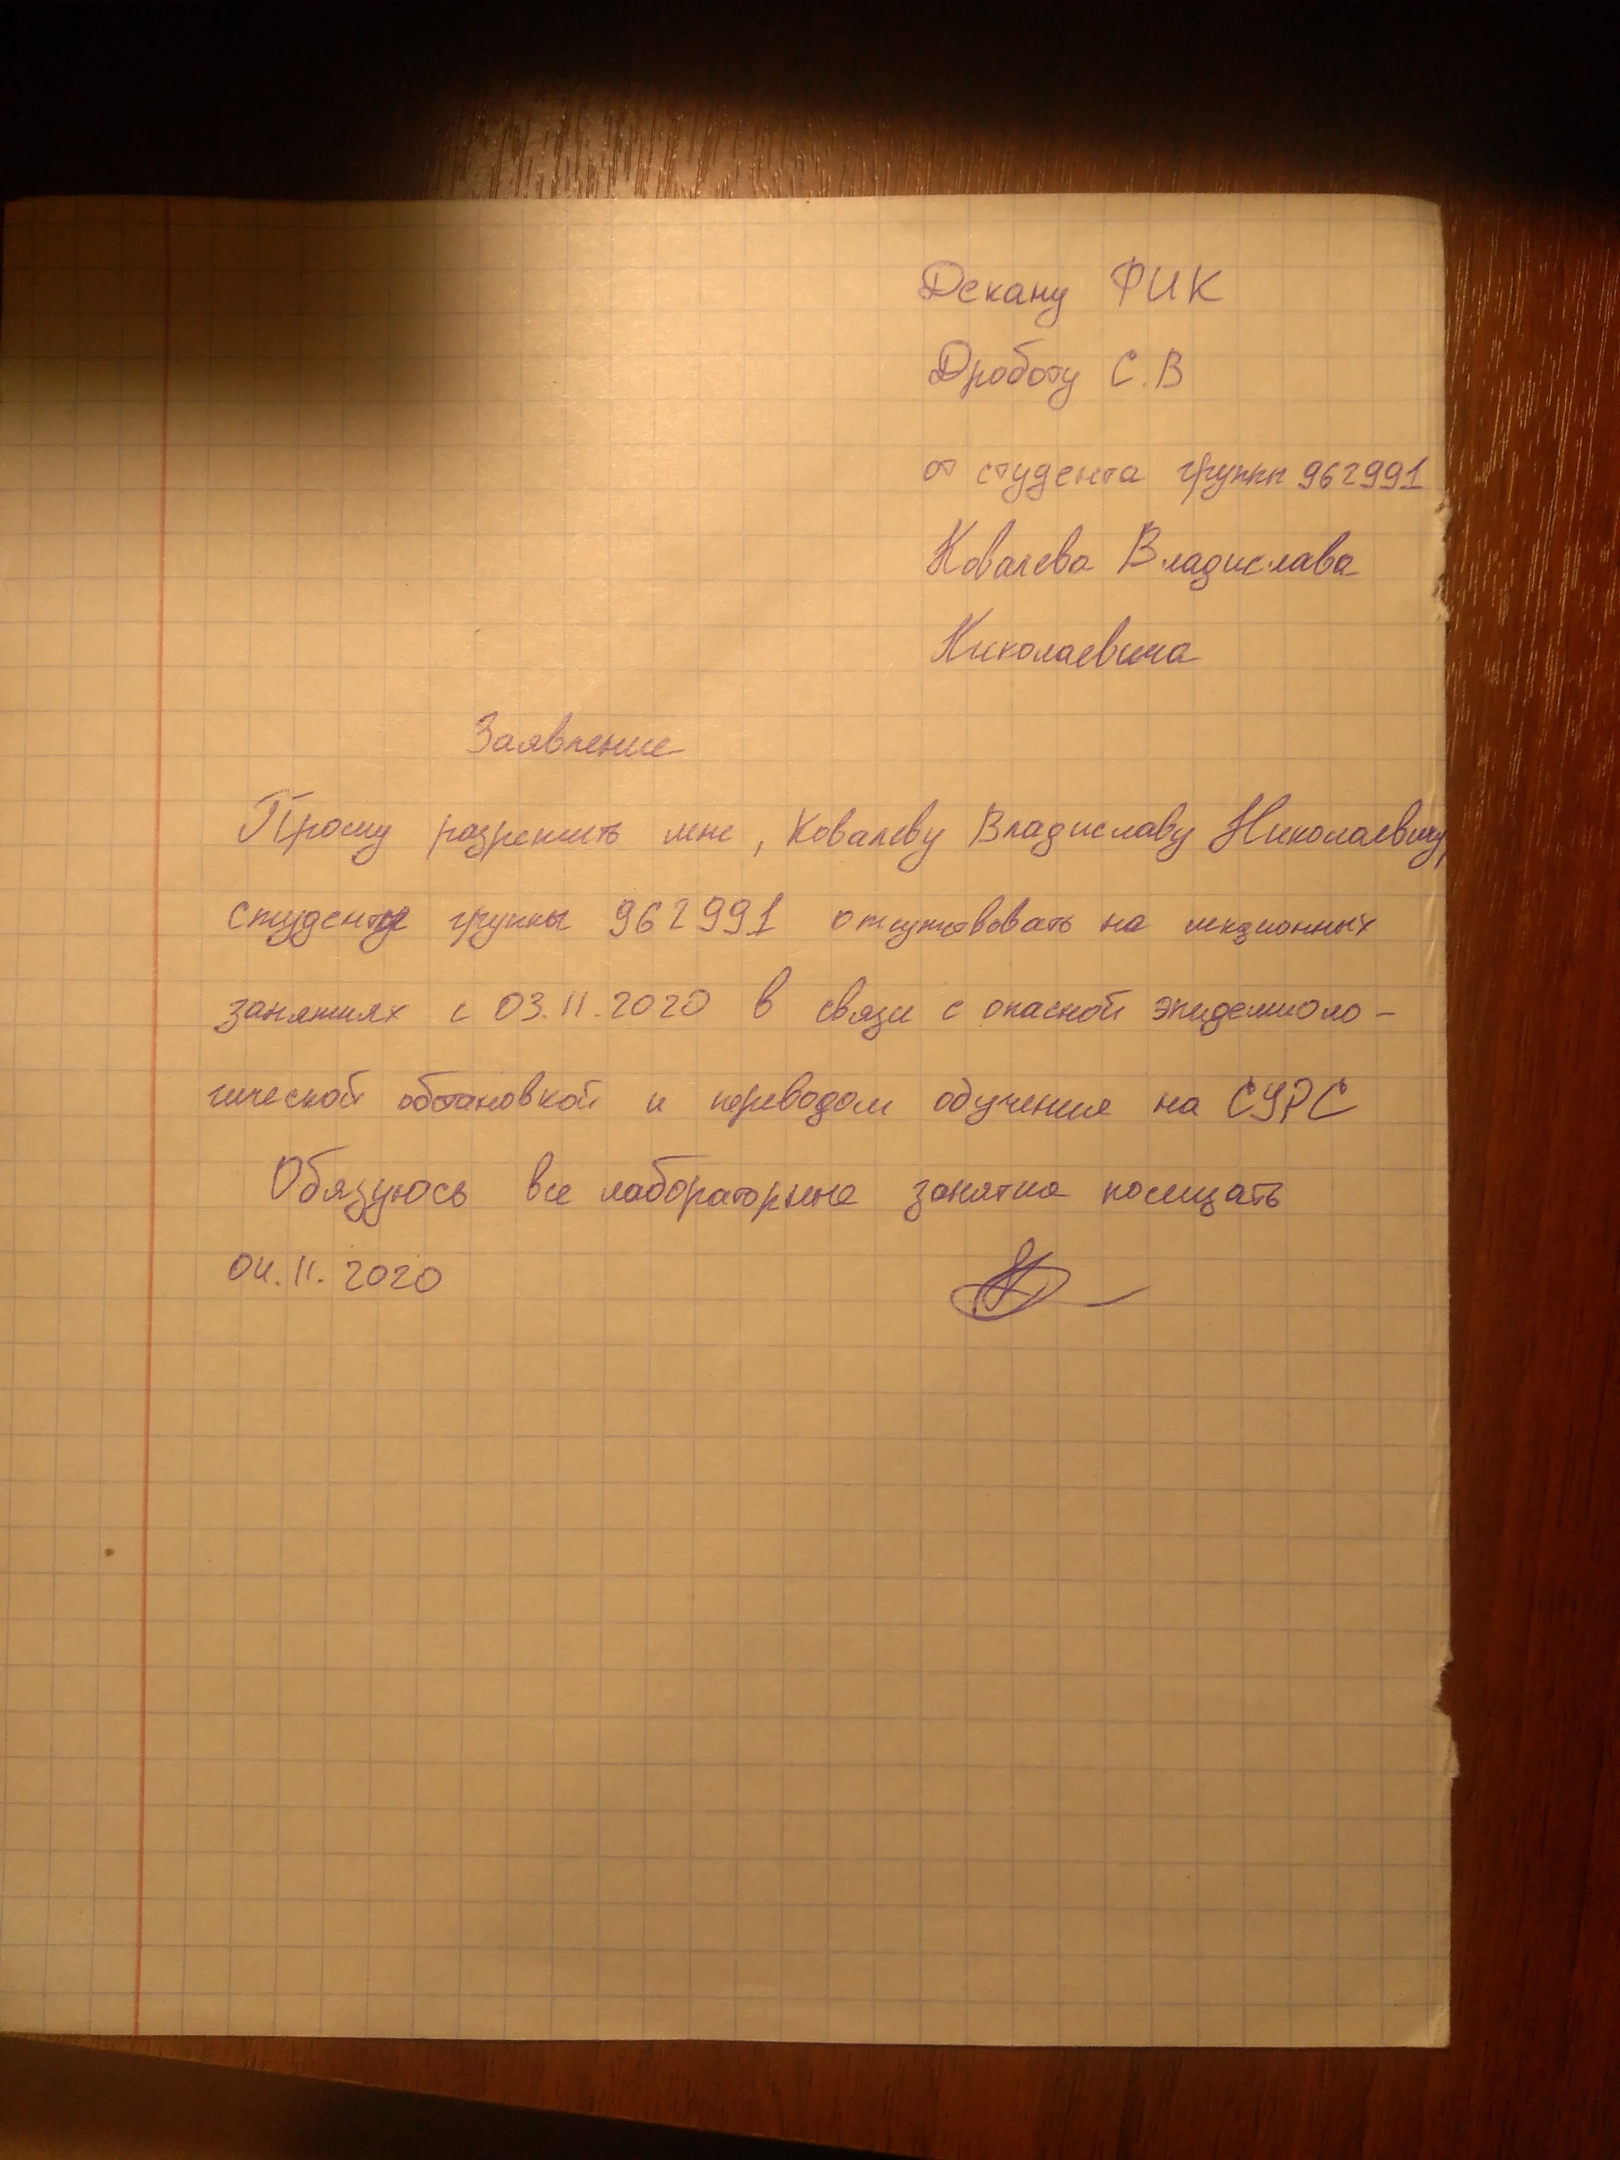 Декану ФИК
Дроботу С.В
от студента группы 962991
Ковалева Владислава
Николаевича
Заявление
Прошу разрешить мне, Ковалеву Владиславу Николаевичу,
студенту группы 962991 отсутствовать на лекционных
занятиях с 03.11.2020 в связи с опасной эпидемиоло-
гической обстановкой и переводом обучения на СУРС
Обязуюсь все лабораторные занятия посещать
04.11.2020